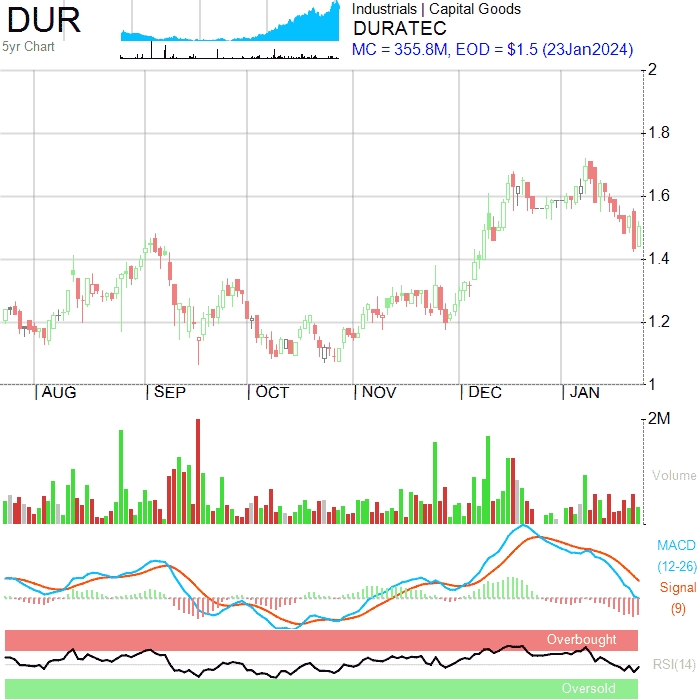 DUR
5yr Chart
Industrials | Capital Goods
DURATEC
MC = 355.8M, EOD = $1.5 (23Jan2024)
2
1.8
1.6
1.4
1.2
1
|AUG |SEP |OCT |NOV |DEC |JAN
2M
Volume
MACD
(12-26)
Signal
(9)
Overbought
RSI(14)
Oversold